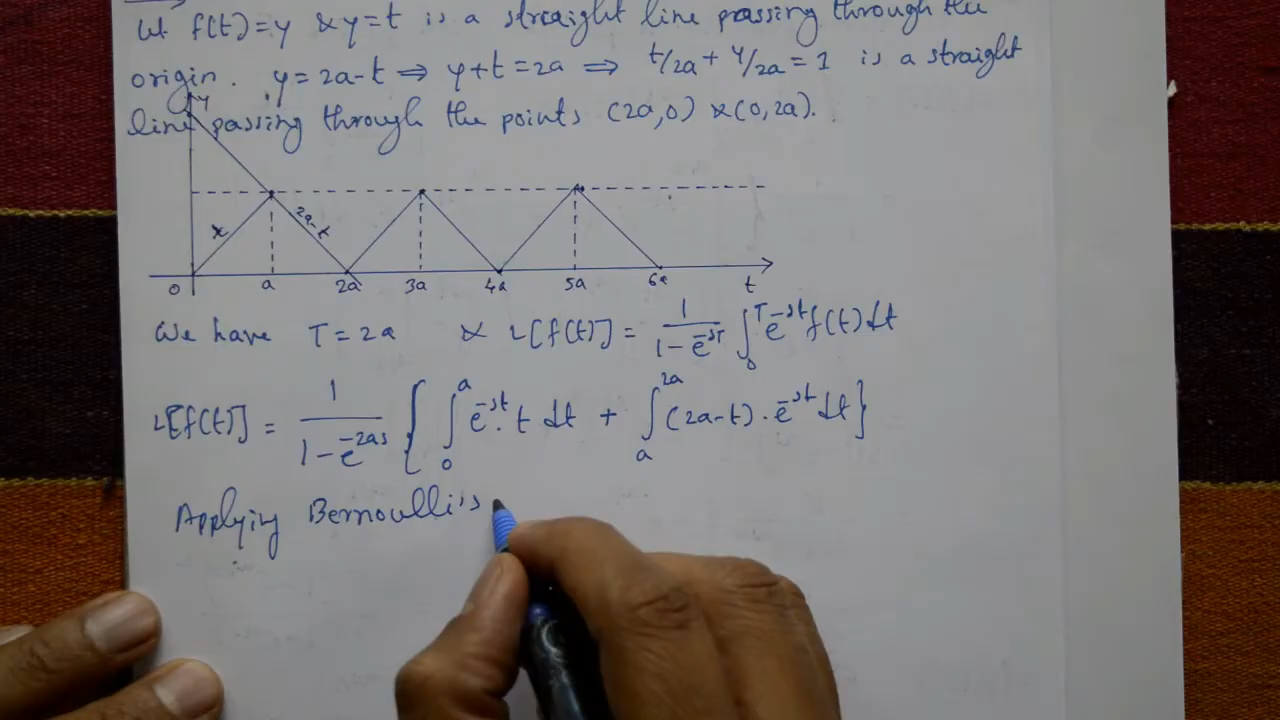 Let f(t)=y & y=t is a straight line passing through the
origin. y=2a-t ⇒ y+t=2a ⇒ t/2a + y/2a = 1 is a straight
line passing through the points (2a,0) & (0,2a).
y
t 2a-t
0 a 2a 3a 4a 5a 6a t
We have T=2a & L[f(t)] = 1/(1-e^{-sT}) ∫_0^T e^{-st} f(t) dt
L[f(t)] = 1/(1-e^{-2as}) { ∫_0^a e^{-st}. t dt + ∫_a^{2a} (2a-t). e^{-st} dt }
Applying Bernoulli's